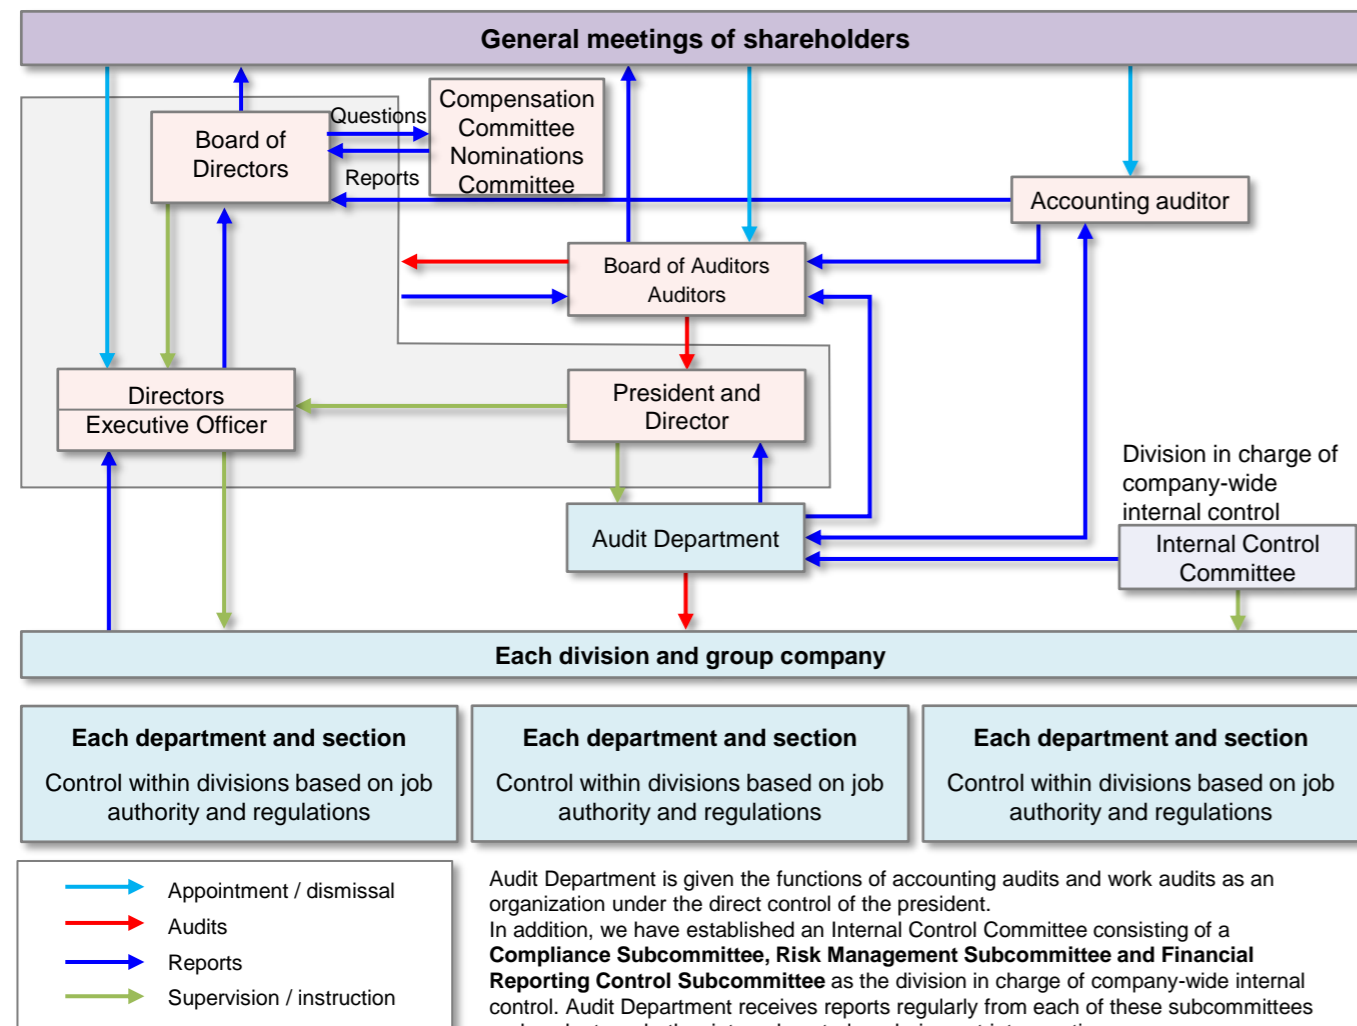 General meetings of shareholders
Board of
Directors
Questions
Reports
Compensation
Committee
Nominations
Committee
Accounting auditor
Board of Auditors
Auditors
Directors
Executive Officer
President and
Director
Division in charge of
company-wide
internal control
Internal Control
Committee
Audit Department
Each division and group company
Each department and section
Control within divisions based on job
authority and regulations
Each department and section
Control within divisions based on job
authority and regulations
Each department and section
Control within divisions based on job
authority and regulations
Appointment / dismissal
Audits
Reports
Supervision / instruction
Audit Department is given the functions of accounting audits and work audits as an
organization under the direct control of the president.
In addition, we have established an Internal Control Committee consisting of a
Compliance Subcommittee, Risk Management Subcommittee and Financial
Reporting Control Subcommittee as the division in charge of company-wide internal
control. Audit Department receives reports regularly from each of these subcommittees